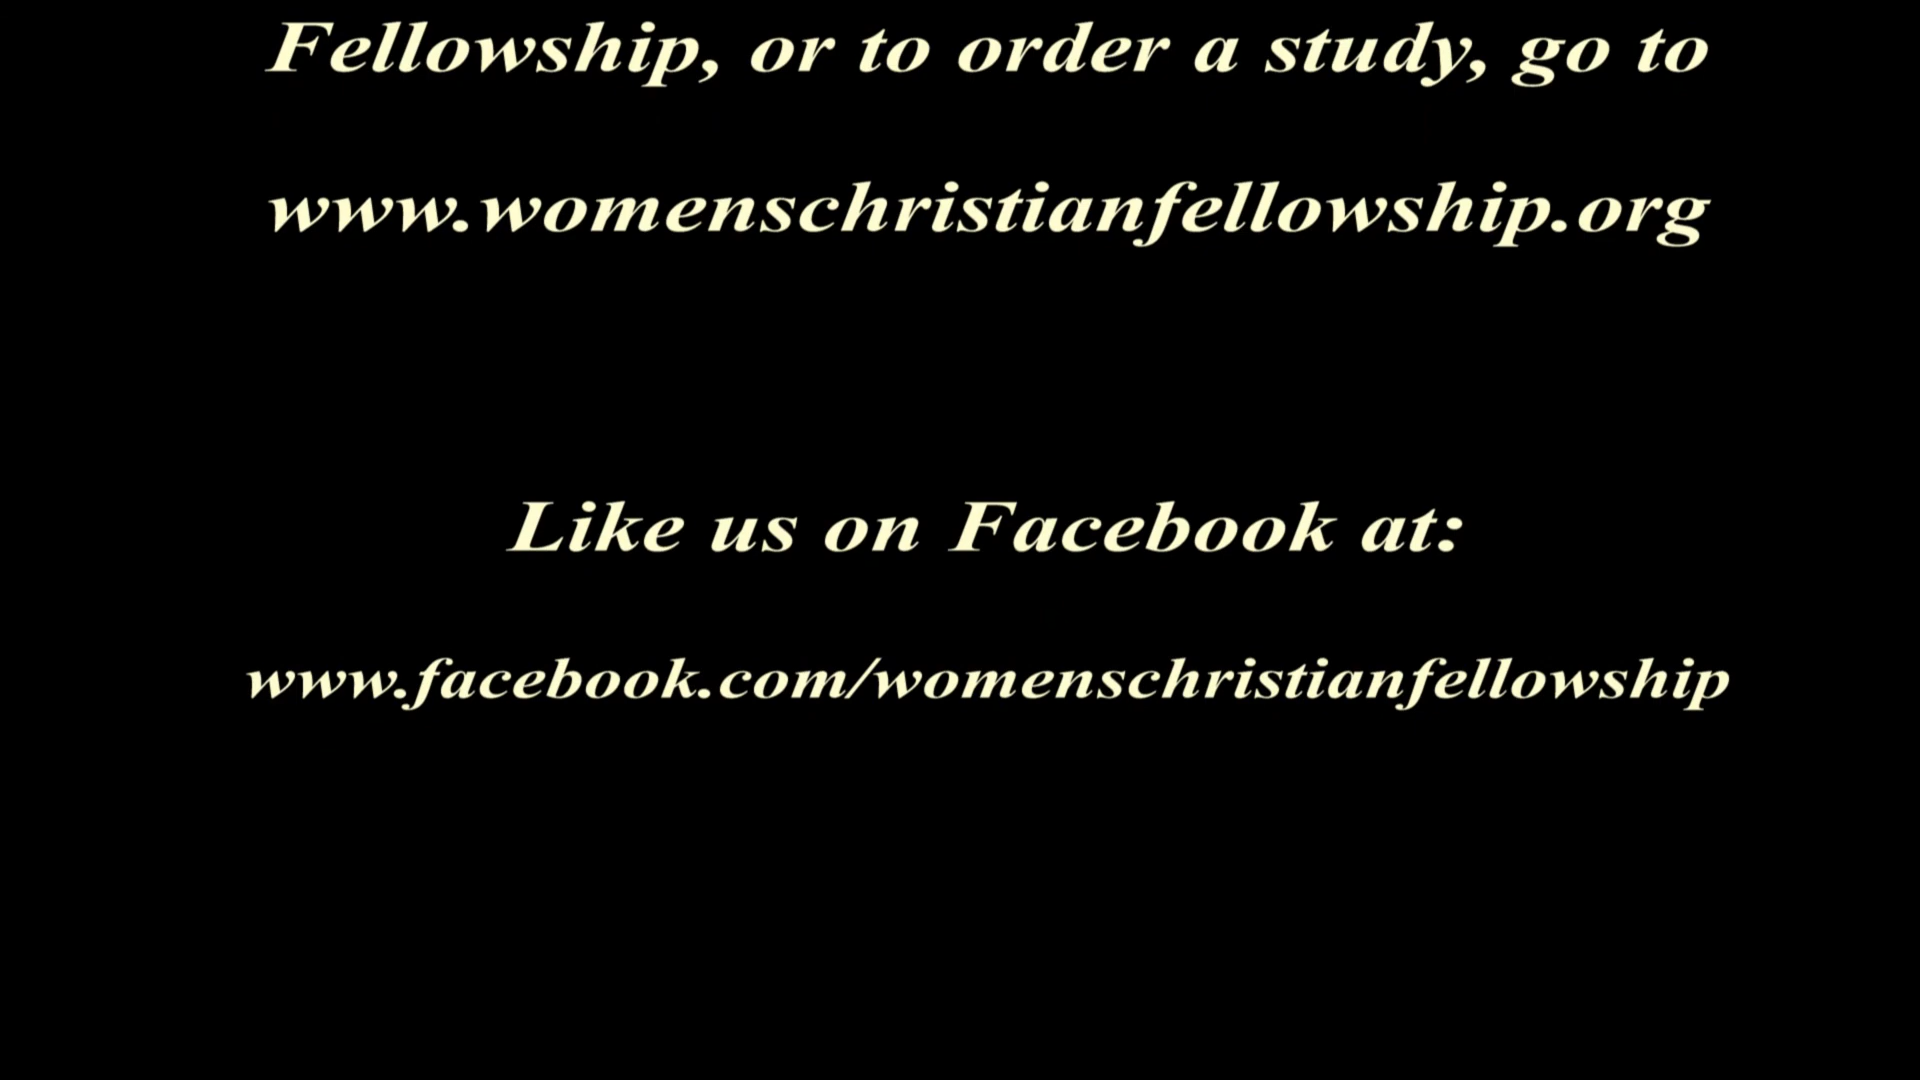 Fellowship, or to order a study, go to
www.womenschristianfellowship.org
Like us on Facebook at:
www.facebook.com/womenschristianfellowship